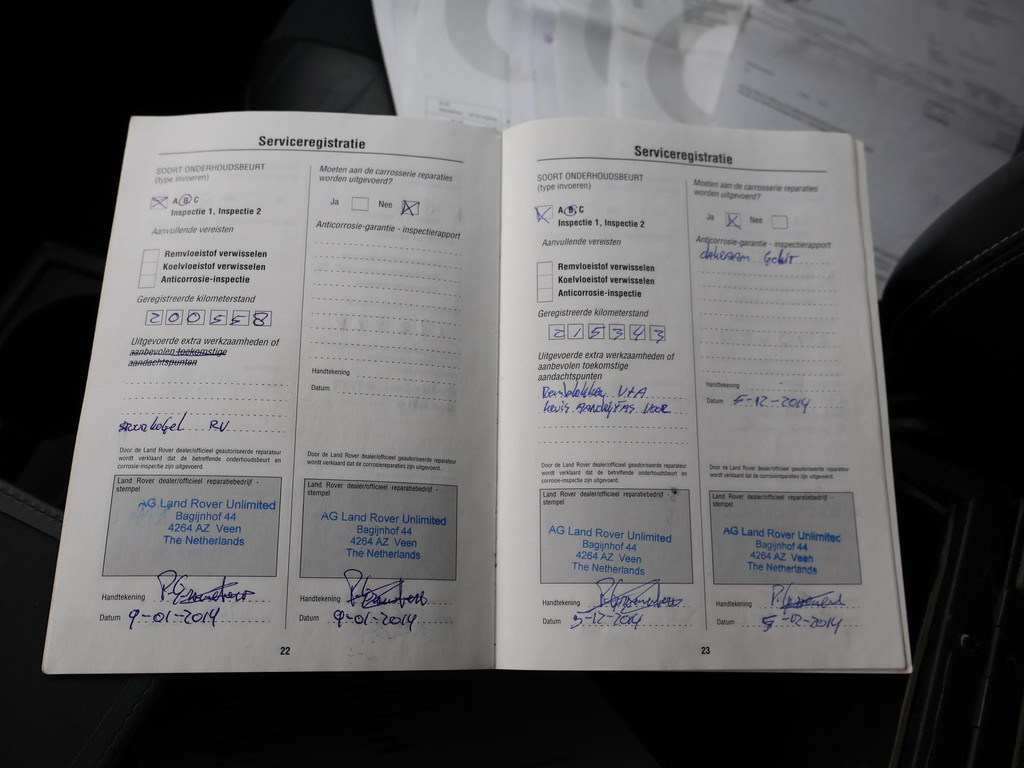 Serviceregistratie
SOORT ONDERHOUDSBEURT
(type invoeren)
A B C
Inspectie 1, Inspectie 2
Aanvullende vereisten
Remvloeistof verwisselen
Koelvloeistof verwisselen
Anticorrosie-inspectie
Geregistreerde kilometerstand
200558
Uitgevoerde extra werkzaamheden of
aanbevolen toekomstige
aandachtspunten
RV
Door de Land Rover dealer/officieel geautoriseerde reparateur
wordt verklaard dat de betreffende onderhoudsbeurt en
corrosie-inspectie zijn uitgevoerd.
Land Rover dealer/officieel reparatiebedrijf -
stempel
AG Land Rover Unlimited
Bagijnhof 44
4264 AZ Veen
The Netherlands
Handtekening
Datum 9-01-2014
Moeten aan de carrosserie reparaties
worden uitgevoerd?
Ja Nee
Anticorrosie-garantie - inspectierapport
Handtekening
Datum
Door de Land Rover dealer/officieel geautoriseerde reparateur
wordt verklaard dat de corrosiereparaties zijn uitgevoerd.
Land Rover dealer/officieel reparatiebedrijf -
stempel
AG Land Rover Unlimited
Bagijnhof 44
4264 AZ Veen
The Netherlands
Handtekening
Datum 9-01-2014
22
Serviceregistratie
SOORT ONDERHOUDSBEURT
(type invoeren)
A B C
Inspectie 1, Inspectie 2
Aanvullende vereisten
Remvloeistof verwisselen
Koelvloeistof verwisselen
Anticorrosie-inspectie
Geregistreerde kilometerstand
215343
Uitgevoerde extra werkzaamheden of
aanbevolen toekomstige
aandachtspunten
Remblokken V+A
VOOR
Door de Land Rover dealer/officieel geautoriseerde reparateur
wordt verklaard dat de betreffende onderhoudsbeurt en
corrosie-inspectie zijn uitgevoerd.
Land Rover dealer/officieel reparatiebedrijf -
stempel
AG Land Rover Unlimited
Bagijnhof 44
4264 AZ Veen
The Netherlands
Handtekening
Datum 5-12-2014
Moeten aan de carrosserie reparaties
worden uitgevoerd?
Ja Nee
Anticorrosie-garantie - inspectierapport
dakraam
Handtekening
Datum 5-12-2014
Door de Land Rover dealer/officieel geautoriseerde reparateur
wordt verklaard dat de corrosiereparaties zijn uitgevoerd.
Land Rover dealer/officieel reparatiebedrijf -
stempel
AG Land Rover Unlimited
Bagijnhof 44
4264 AZ Veen
The Netherlands
Handtekening
Datum
23